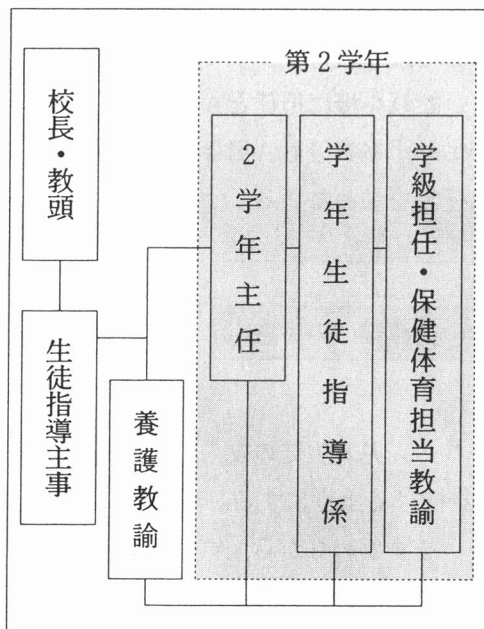 第2学年
校長・教頭
生徒指導主事
養護教諭
2学年主任
学年生徒指導係
学級担任・保健体育担当教諭